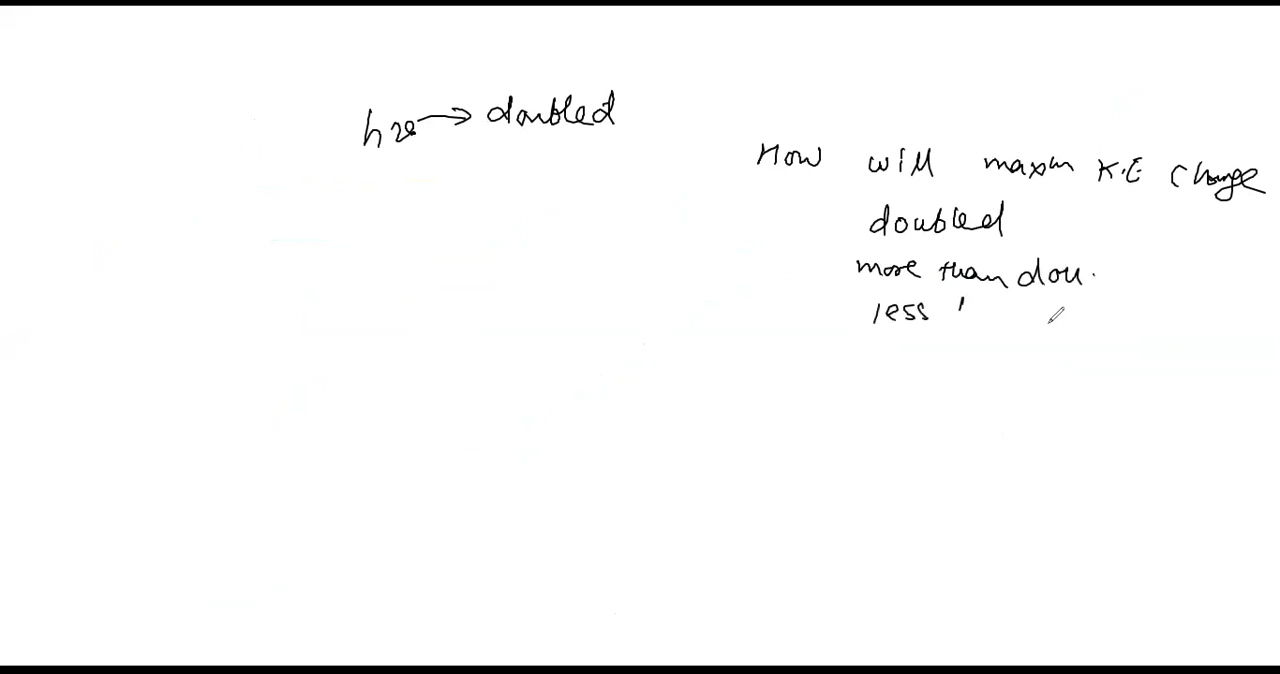 hν → doubled
How will maxm K.E change
doubled
more than dou.
less "